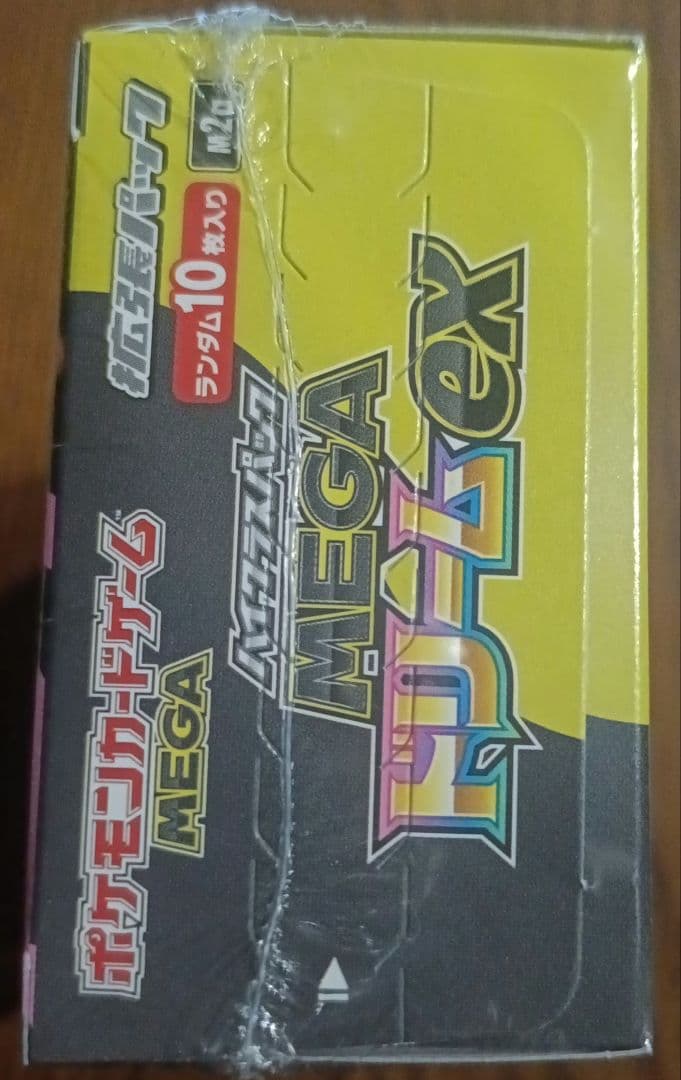 ポケモンカードゲーム™
MEGA
拡張パック
ランダム10枚入り
M2a
ハイクラスパック
MEGA
ドリームex